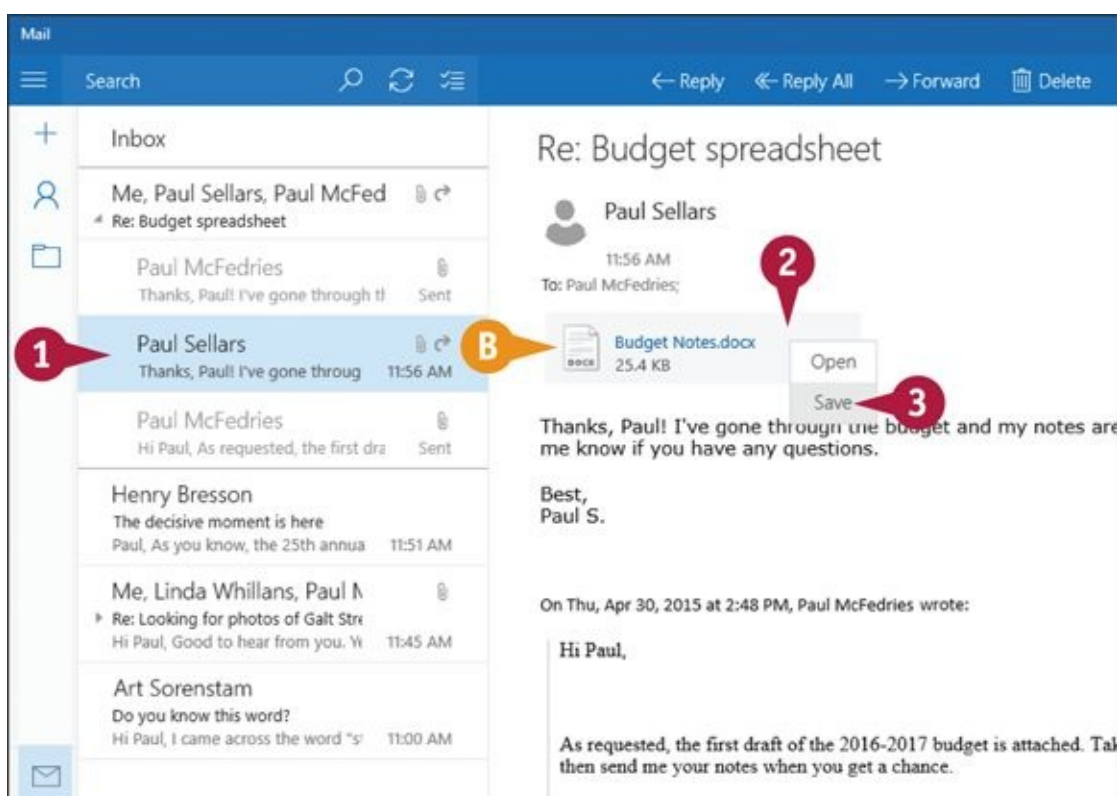 Mail
Search
Reply
Reply All
Forward
Delete
Inbox
Me, Paul Sellars, Paul McFed
Re: Budget spreadsheet
Paul McFedries
Thanks, Paul! I've gone through tl
Sent
1
Paul Sellars
Thanks, Paul! I've gone throug
11:56 AM
Paul McFedries
Hi Paul, As requested, the first dra
Sent
Henry Bresson
The decisive moment is here
Paul, As you know, the 25th annua
11:51 AM
Me, Linda Whillans, Paul
Re: Looking for photos of Galt Stre
Hi Paul, Good to hear from you.
11:45 AM
Art Sorenstam
Do you know this word?
Hi Paul, I came across the word "s
11:00 AM
Re: Budget spreadsheet
Paul Sellars
11:56 AM
To: Paul McFedries;
2
B
DOCX
Budget Notes.docx
25.4 KB
Open
Save
3
Thanks, Paul! I've gone through the budget and my notes are
me know if you have any questions.
Best,
Paul S.
On Thu, Apr 30, 2015 at 2:48 PM, Paul McFedries wrote:
Hi Paul,
As requested, the first draft of the 2016-2017 budget is attached. Tak
then send me your notes when you get a chance.